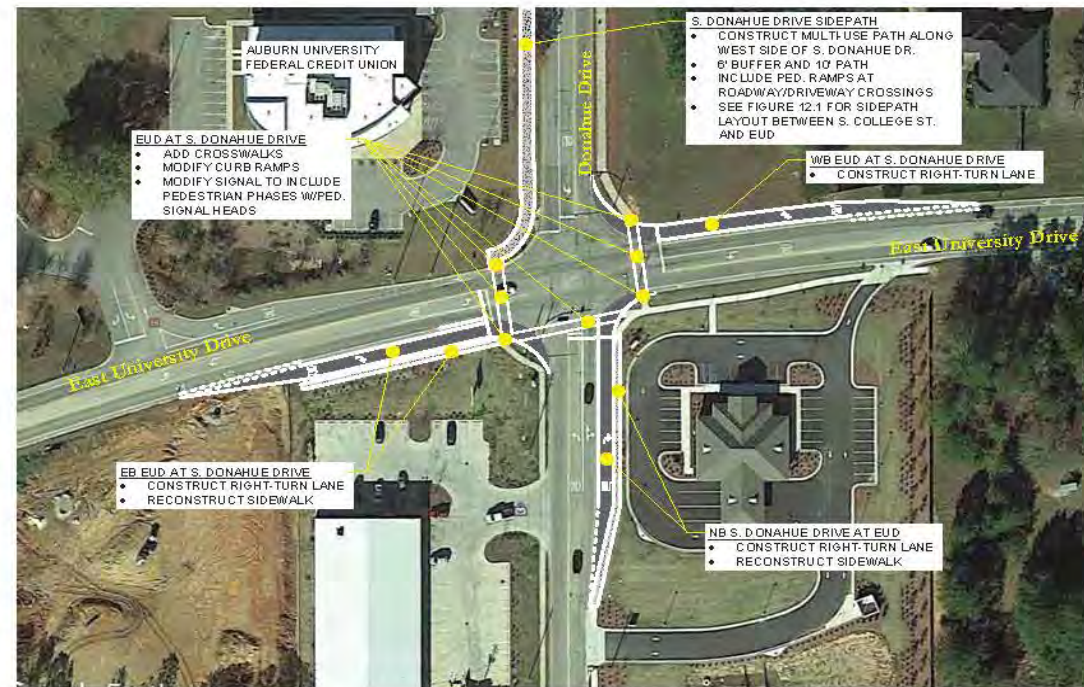 S. DONAHUE DRIVE SIDEPATH
• CONSTRUCT MULTI-USE PATH ALONG
WEST SIDE OF S. DONAHUE DR.
• 6' BUFFER AND 10' PATH
• INCLUDE PED. RAMPS AT
ROADWAY/DRIVEWAY CROSSINGS
• SEE FIGURE 12.1 FOR SIDEPATH
LAYOUT BETWEEN S. COLLEGE ST.
AND EUD
AUBURN UNIVERSITY
FEDERAL CREDIT UNION
Donahue Drive
EUD AT S. DONAHUE DRIVE
• ADD CROSSWALKS
• MODIFY CURB RAMPS
• MODIFY SIGNAL TO INCLUDE
PEDESTRIAN PHASES W/PED.
SIGNAL HEADS
WB EUD AT S. DONAHUE DRIVE
• CONSTRUCT RIGHT-TURN LANE
East University Drive
East University Drive
EB EUD AT S. DONAHUE DRIVE
• CONSTRUCT RIGHT-TURN LANE
• RECONSTRUCT SIDEWALK
NB S. DONAHUE DRIVE AT EUD
• CONSTRUCT RIGHT-TURN LANE
• RECONSTRUCT SIDEWALK